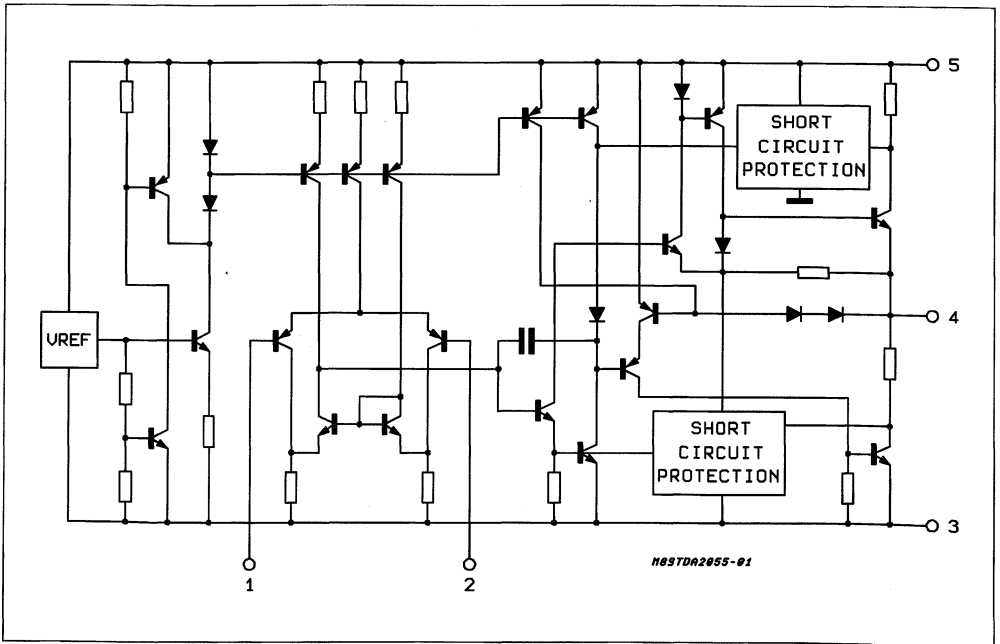 5
SHORT
CIRCUIT
PROTECTION
VREF
4
SHORT
CIRCUIT
PROTECTION
3
M89TDA2055-01
1
2